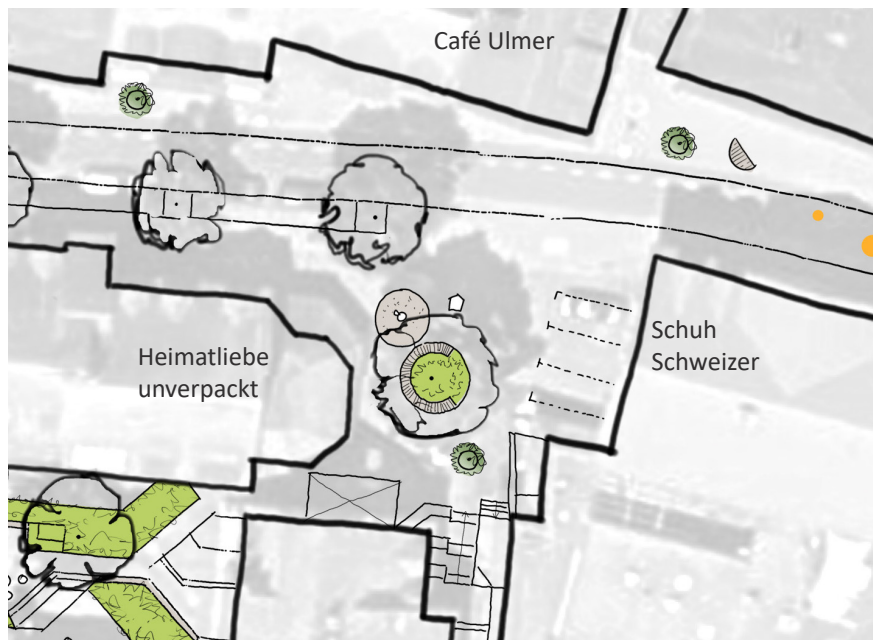 Café Ulmer
Schuh
Schweizer
Heimatliebe
unverpackt